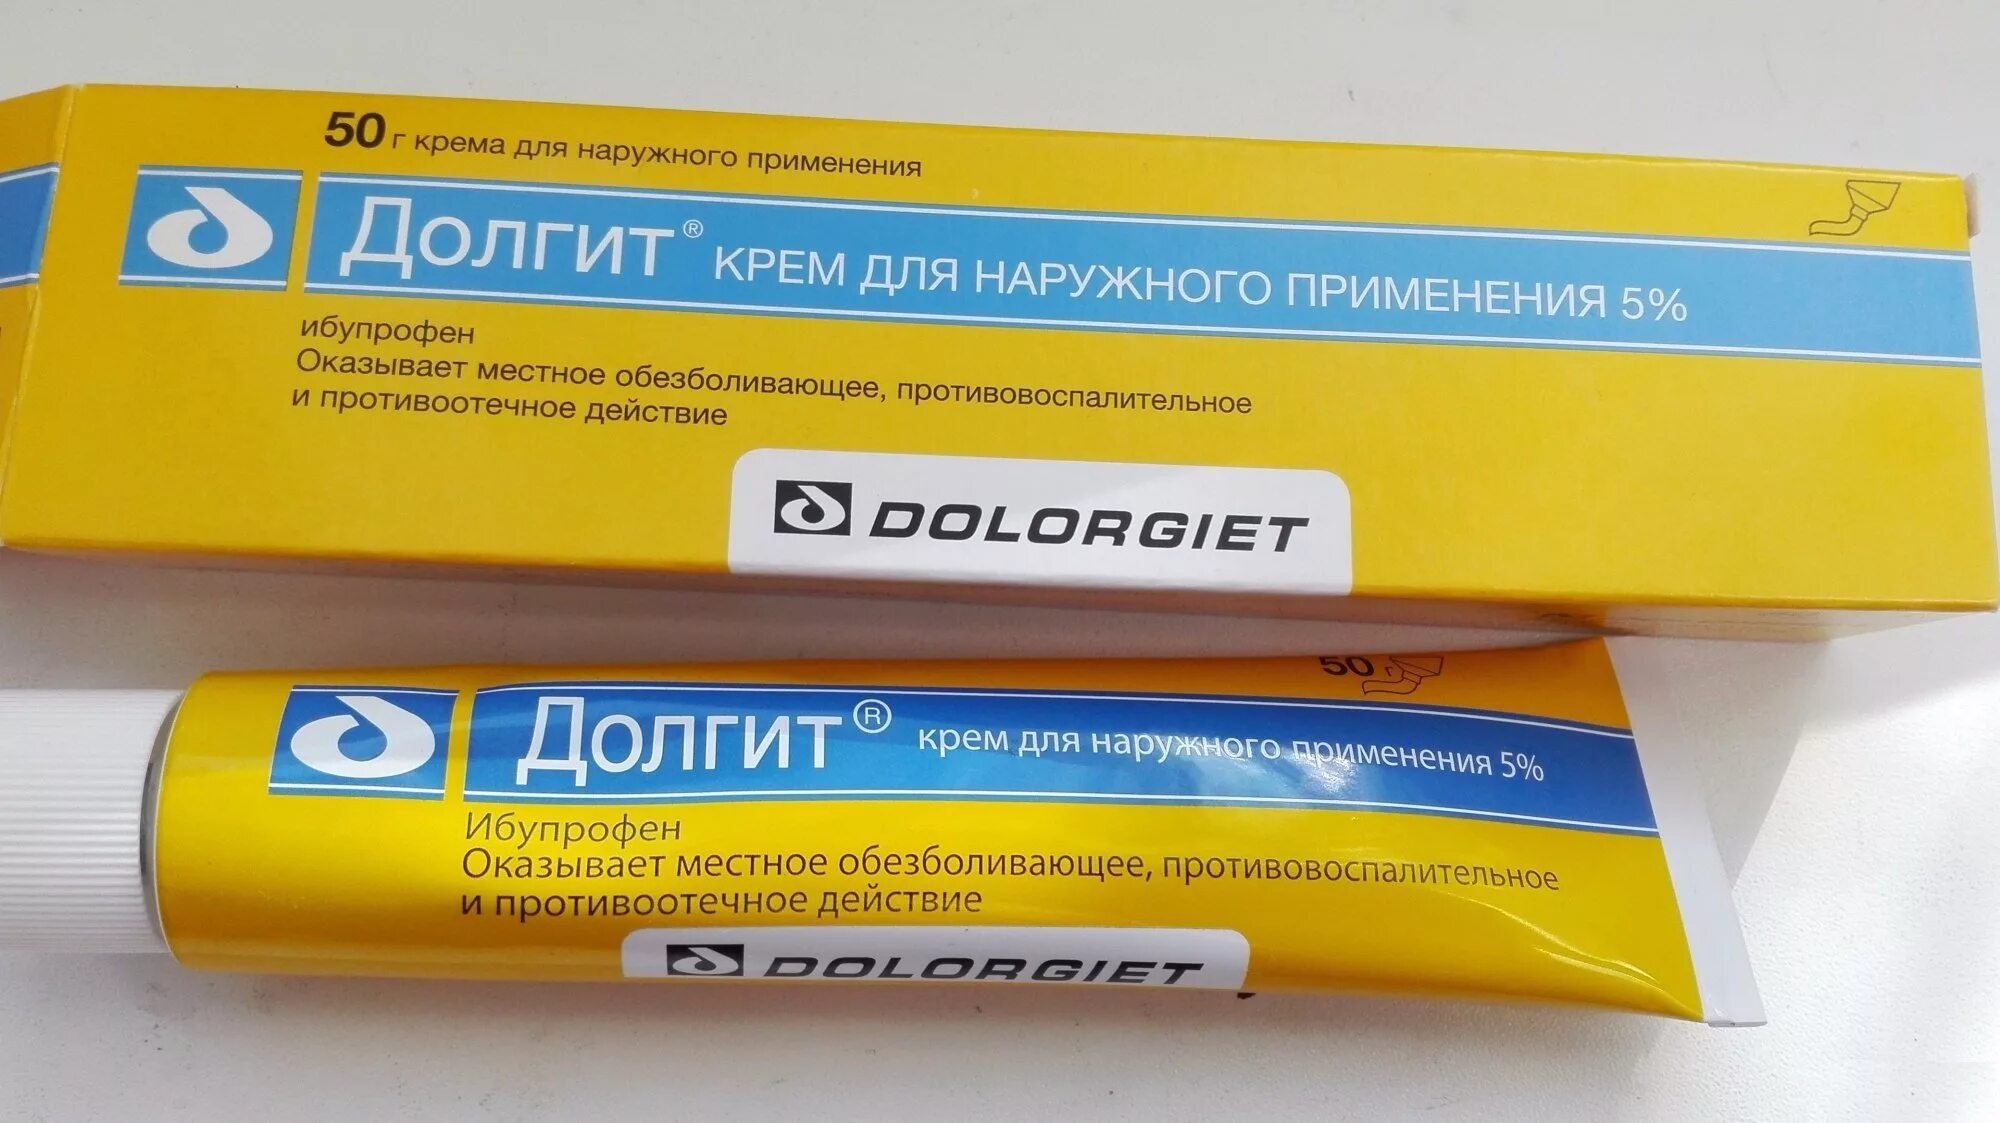 50 г крема для наружного применения
Долгит® КРЕМ ДЛЯ НАРУЖНОГО ПРИМЕНЕНИЯ 5%
ибупрофен
Оказывает местное обезболивающее, противовоспалительное
и противоотечное действие
DOLORGIET
50 г
Долгит® крем для наружного применения 5%
Ибупрофен
Оказывает местное обезболивающее, противовоспалительное
и противоотечное действие
DOLORGIET